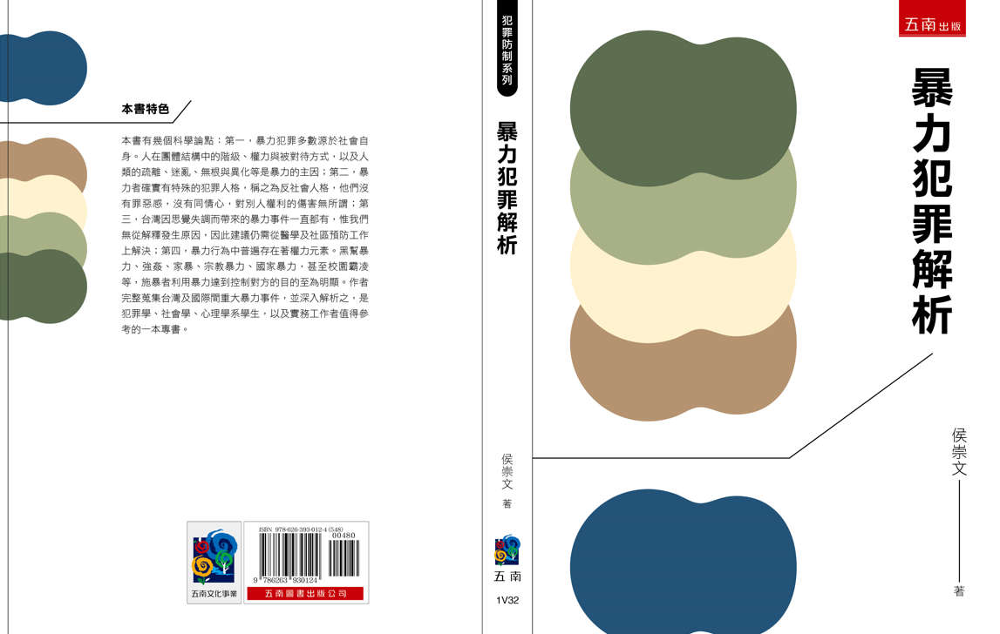 本書特色
本書有幾個科學論點：第一，暴力犯罪多數源於社會自
身。人在團體結構中的階級、權力與被對待方式，以及人
類的疏離、迷亂、無根與異化等是暴力的主因；第二，暴
力者確實有特殊的犯罪人格，稱之為反社會人格，他們沒
有罪惡感，沒有同情心，對別人權利的傷害無所謂；第
三，台灣因思覺失調而帶來的暴力事件一直都有，惟我們
無從解釋發生原因，因此建議仍需從醫學及社區預防工作
上解決；第四，暴力行為中普遍存在著權力元素。黑幫暴
力、強姦、家暴、宗教暴力、國家暴力，甚至校園霸凌
等，施暴者利用暴力達到控制對方的目的至為明顯。作者
完整蒐集台灣及國際間重大暴力事件，並深入解析之，是
犯罪學、社會學、心理學系學生，以及實務工作者值得參
考的一本專書。
五南文化事業
ISBN 978-626-393-012-4 (548)
00480
9 786263 930124
五南圖書出版公司
犯罪防制系列
暴力犯罪解析
侯崇文 著
五南
1V32
五南出版
暴力犯罪解析
侯崇文
著